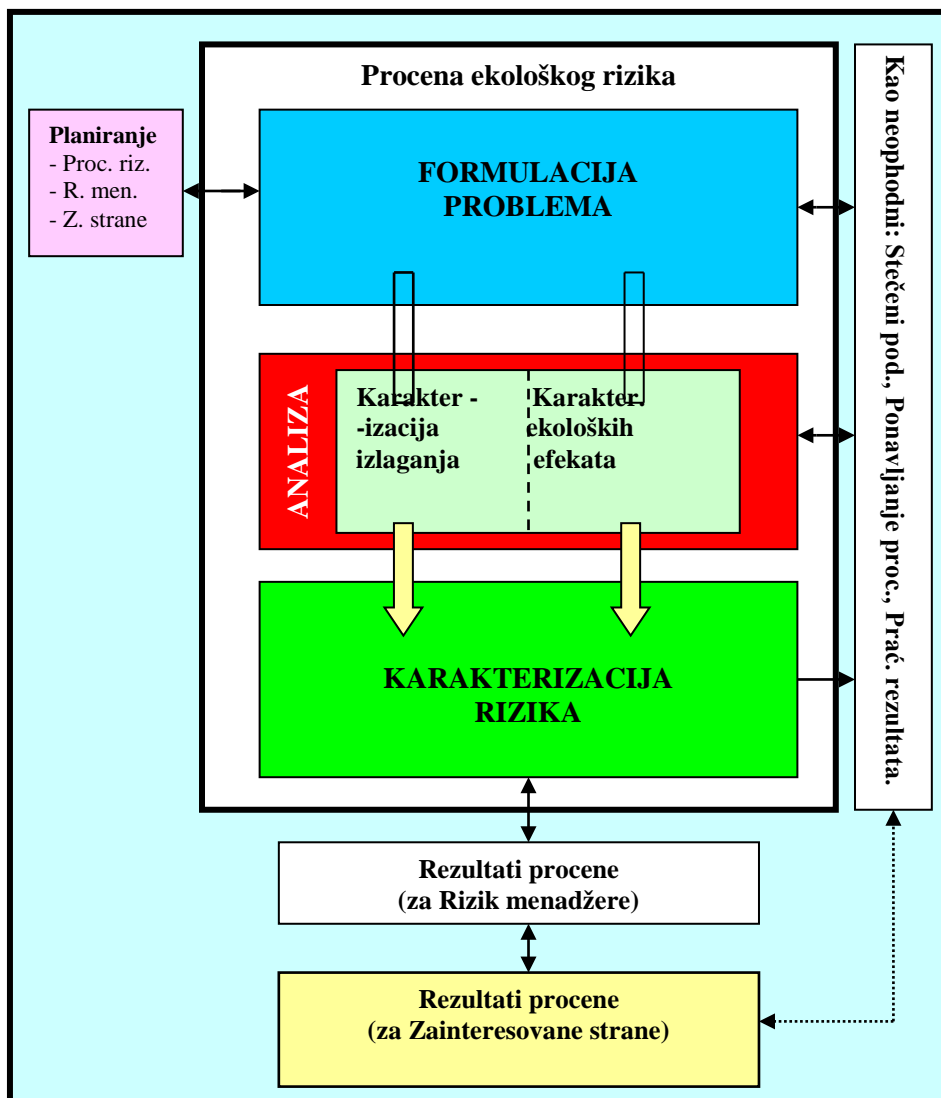 Procena ekološkog rizika
Planiranje
- Proc. riz.
- R. men.
- Z. strane
FORMULACIJA
PROBLEMA
ANALIZA
Karakter -
-izacija
izlaganja
Karakter.
ekoloških
efekata
KARAKTERIZACIJA
RIZIKA
Kao neophodni: Stečeni pod., Ponavljanje proc., Prać. rezultata.
Rezultati procene
(za Rizik menadžere)
Rezultati procene
(za Zainteresovane strane)